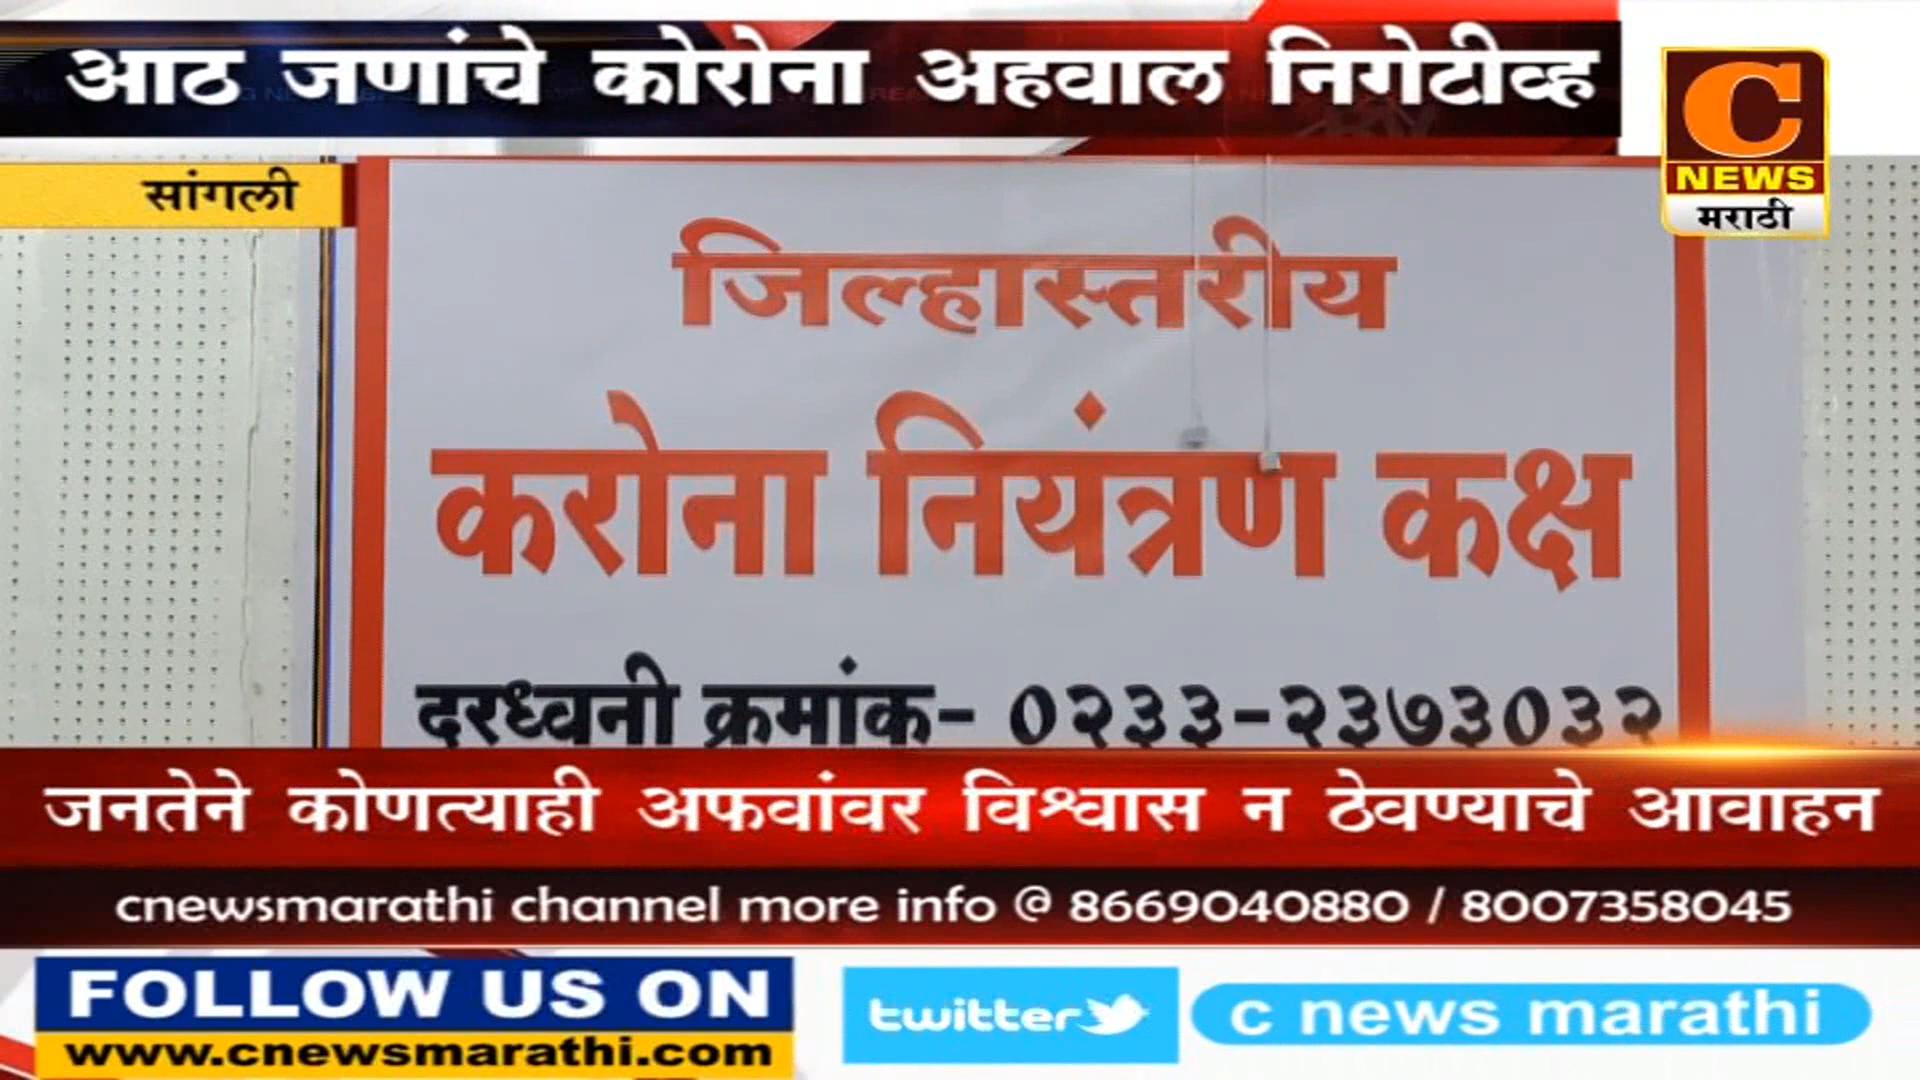 आठ जणांचे कोरोना अहवाल निगेटीव्ह
C
NEWS
मराठी
सांगली
जिल्हास्तरीय
करोना नियंत्रण कक्ष
दरध्वनी क्रमांक- ०२३३-२३७३०३२
जनतेने कोणत्याही अफवांवर विश्वास न ठेवण्याचे आवाहन
cnewsmarathi channel more info @ 8669040880 / 8007358045
FOLLOW US ON
www.cnewsmarathi.com
twitter
c news marathi